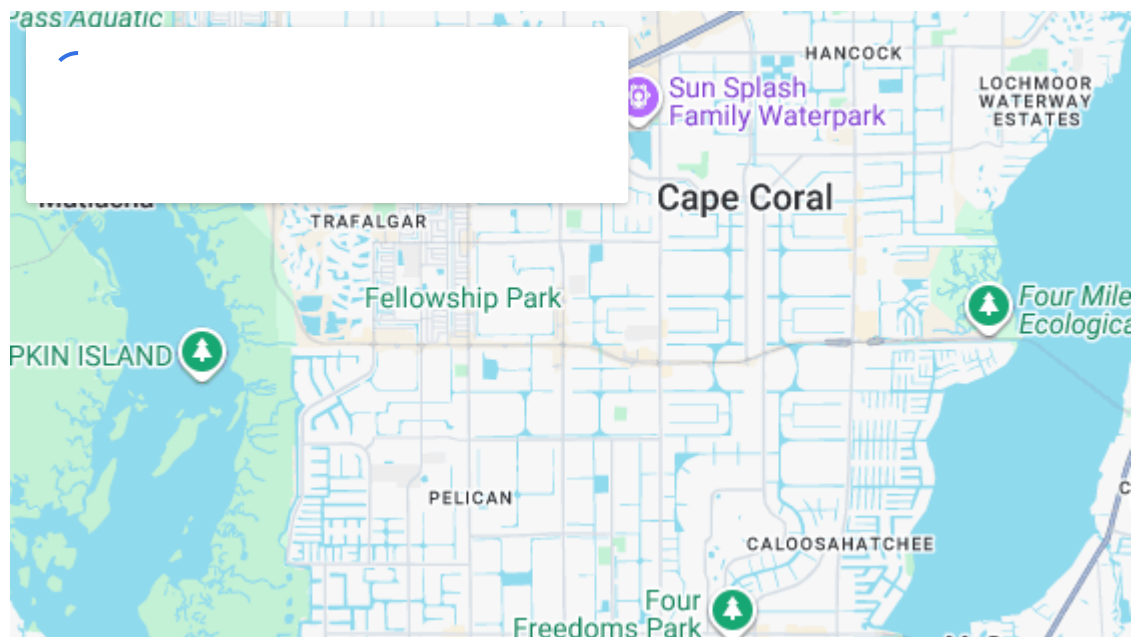 Pass Aquatic
HANCOCK
Sun Splash
Family Waterpark
LOCHMOOR
WATERWAY
ESTATES
Matlacha
Cape Coral
TRAFALGAR
Fellowship Park
Four Mile
Ecologica
PKIN ISLAND
PELICAN
CALOOSAHATCHEE
Four
Freedoms Park